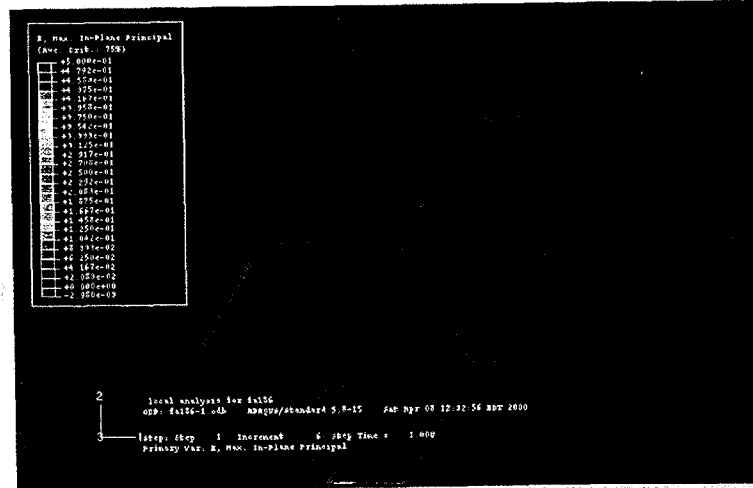 E, Max. In-Plane Principal
(Ave. Crit.: 75%)
+5.000e-01
+4.792e-01
+4.583e-01
+4.375e-01
+4.167e-01
+3.958e-01
+3.750e-01
+3.542e-01
+3.333e-01
+3.125e-01
+2.917e-01
+2.708e-01
+2.500e-01
+2.292e-01
+2.083e-01
+1.875e-01
+1.667e-01
+1.458e-01
+1.250e-01
+1.042e-01
+8.333e-02
+6.250e-02
+4.167e-02
+2.083e-02
+0.000e+00
2
local analysis for fa186
ODB: fa186-1.odb ABAQUS/Standard 5.8-15 Sat Apr 08 12:32:56 EDT 2000
3
Step: Step 1 Increment 6: Step Time = 1.000
Primary Var: E, Max. In-Plane Principal